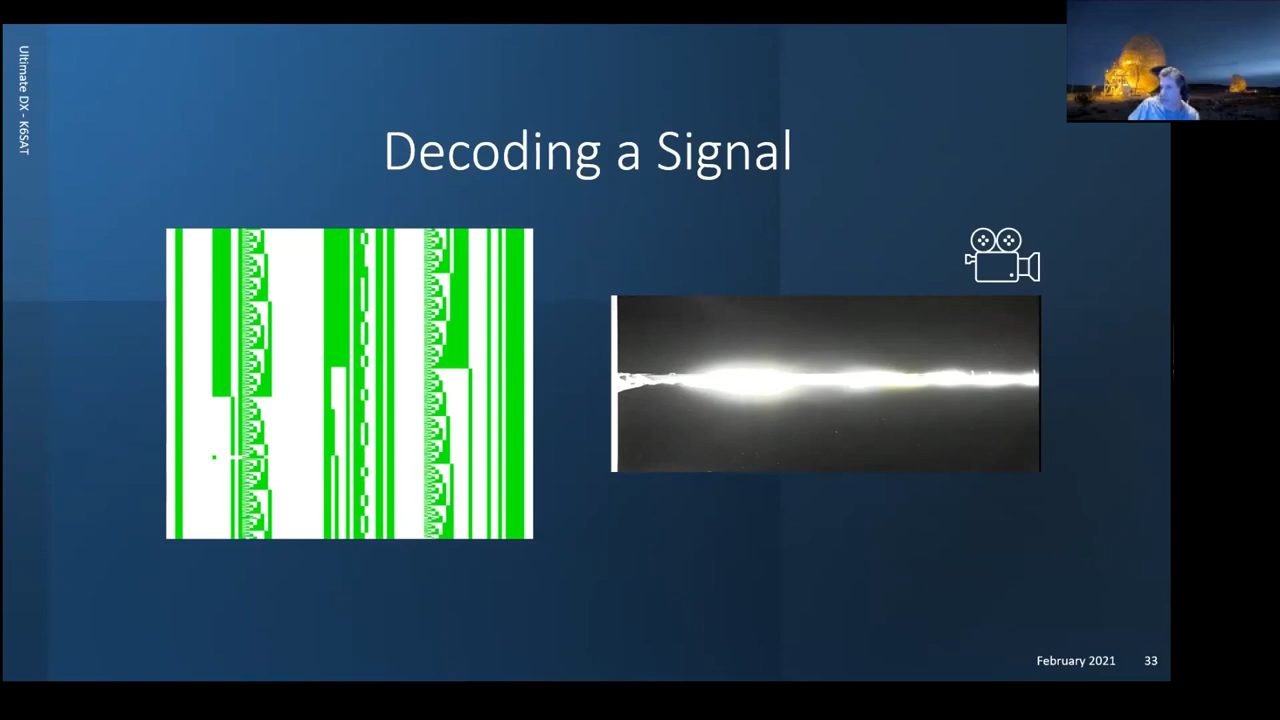 Ultimate DX - K6SAT
Decoding a Signal
February 2021
33